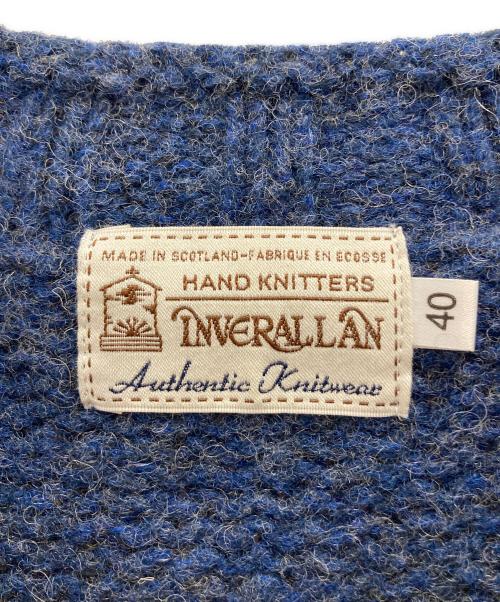 MADE IN SCOTLAND-FABRIQUE EN ECOSSE
HAND KNITTERS
INVERALLAN
Authentic Knitwear
40